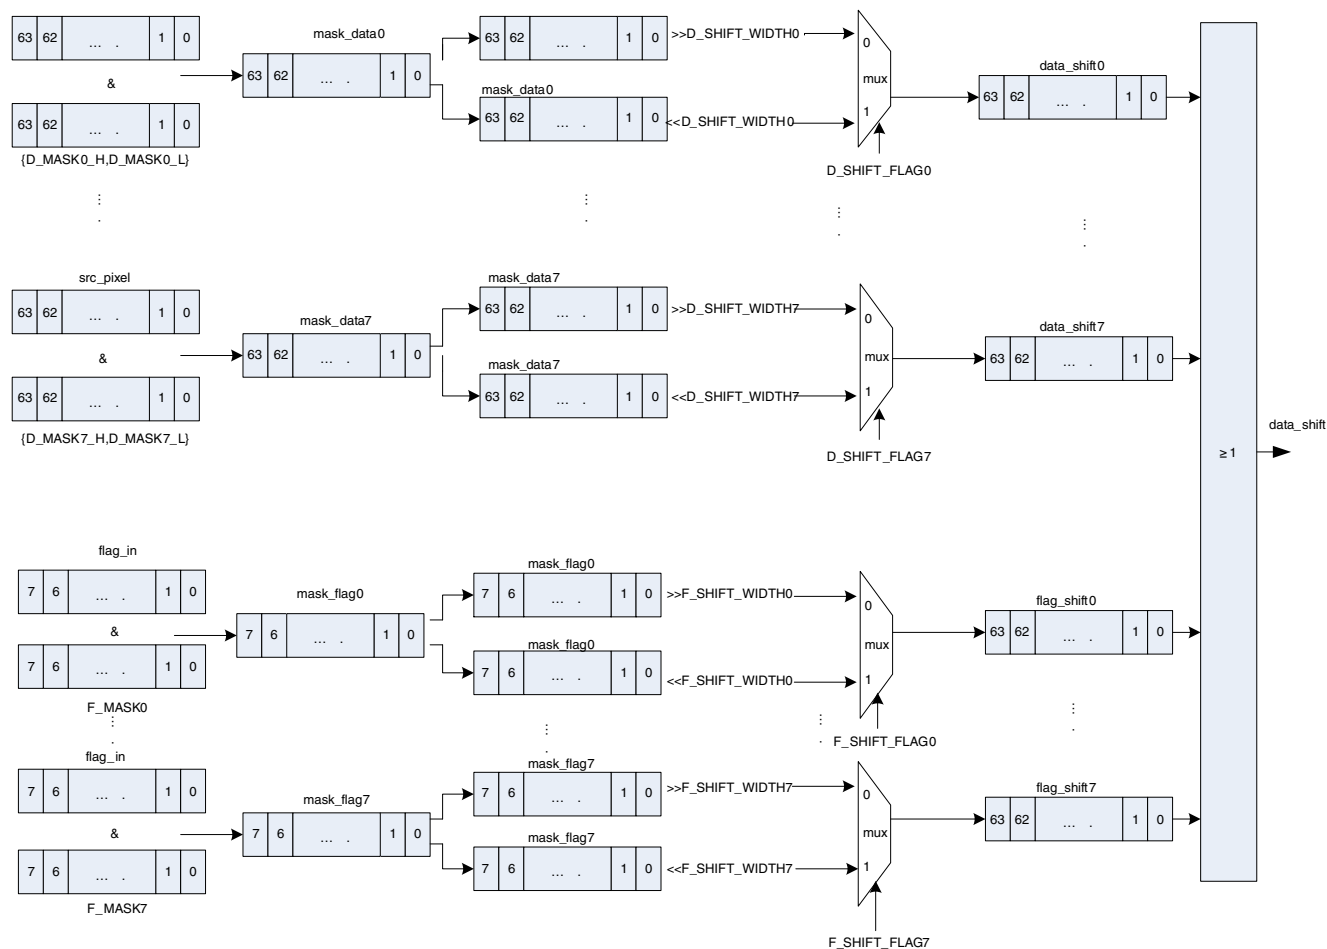 63 62 ... . 1 0
&
63 62 ... . 1 0
{D_MASK0_H,D_MASK0_L}
mask_data0
63 62 ... . 1 0
63 62 ... . 1 0
>>D_SHIFT_WIDTH0
mask_data0
63 62 ... . 1 0
<<D_SHIFT_WIDTH0
0
mux
1
D_SHIFT_FLAG0
data_shift0
63 62 ... . 1 0
src_pixel
63 62 ... . 1 0
&
63 62 ... . 1 0
{D_MASK7_H,D_MASK7_L}
mask_data7
63 62 ... . 1 0
mask_data7
63 62 ... . 1 0
>>D_SHIFT_WIDTH7
mask_data7
63 62 ... . 1 0
<<D_SHIFT_WIDTH7
0
mux
1
D_SHIFT_FLAG7
data_shift7
63 62 ... . 1 0
≥1
data_shift
flag_in
7 6 ... . 1 0
&
7 6 ... . 1 0
F_MASK0
mask_flag0
7 6 ... . 1 0
mask_flag0
7 6 ... . 1 0
>>F_SHIFT_WIDTH0
mask_flag0
7 6 ... . 1 0
<<F_SHIFT_WIDTH0
0
mux
1
F_SHIFT_FLAG0
flag_shift0
63 62 ... . 1 0
flag_in
7 6 ... . 1 0
&
7 6 ... . 1 0
F_MASK7
mask_flag7
7 6 ... . 1 0
mask_flag7
7 6 ... . 1 0
>>F_SHIFT_WIDTH7
mask_flag7
7 6 ... . 1 0
<<F_SHIFT_WIDTH7
0
mux
1
F_SHIFT_FLAG7
flag_shift7
63 62 ... . 1 0